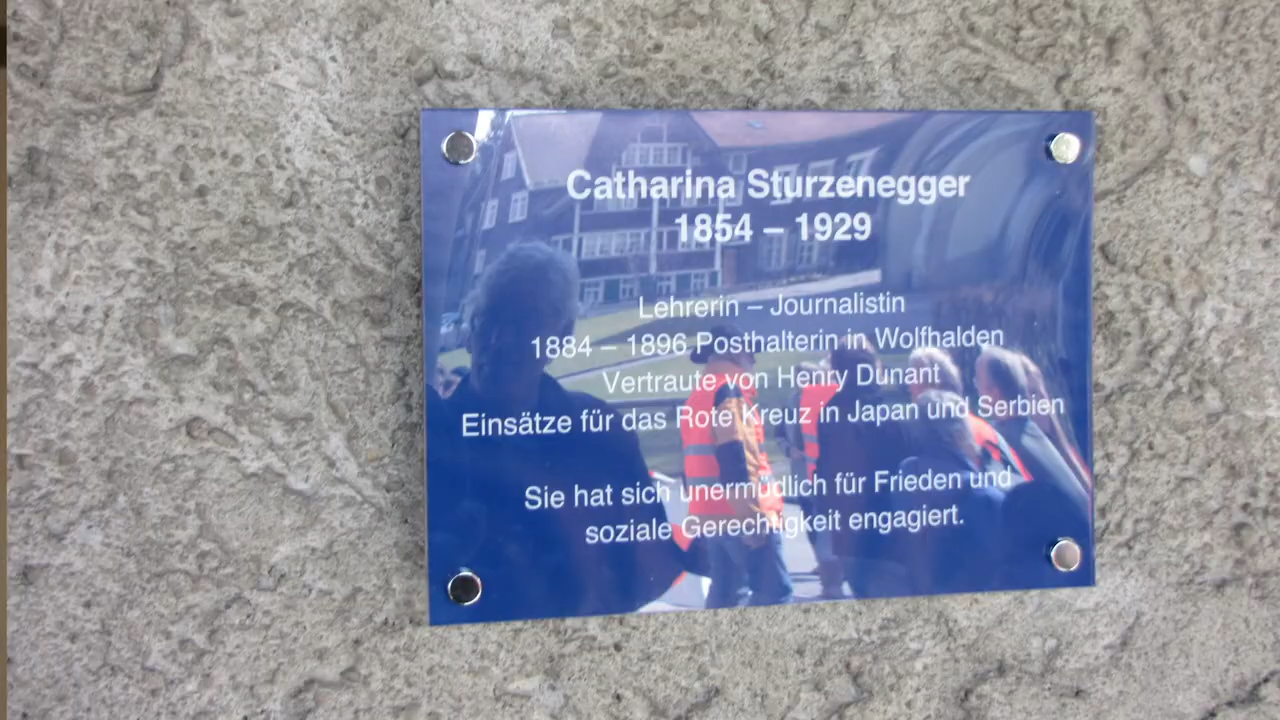 Catharina Sturzenegger
1854 – 1929
Lehrerin – Journalistin
1884 – 1896 Posthalterin in Wolfhalden
Vertraute von Henry Dunant
Einsätze für das Rote Kreuz in Japan und Serbien
Sie hat sich unermüdlich für Frieden und
soziale Gerechtigkeit engagiert.